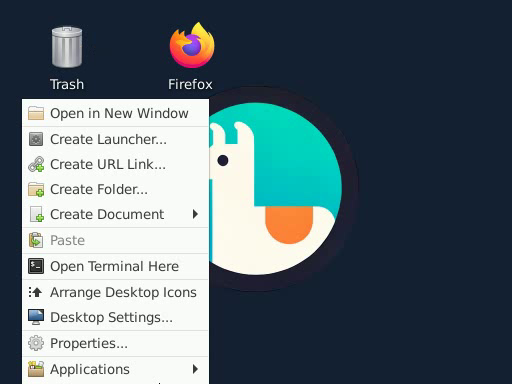 Trash
Firefox
Open in New Window
Create Launcher...
Create URL Link...
Create Folder...
Create Document
Paste
Open Terminal Here
Arrange Desktop Icons
Desktop Settings...
Properties...
Applications